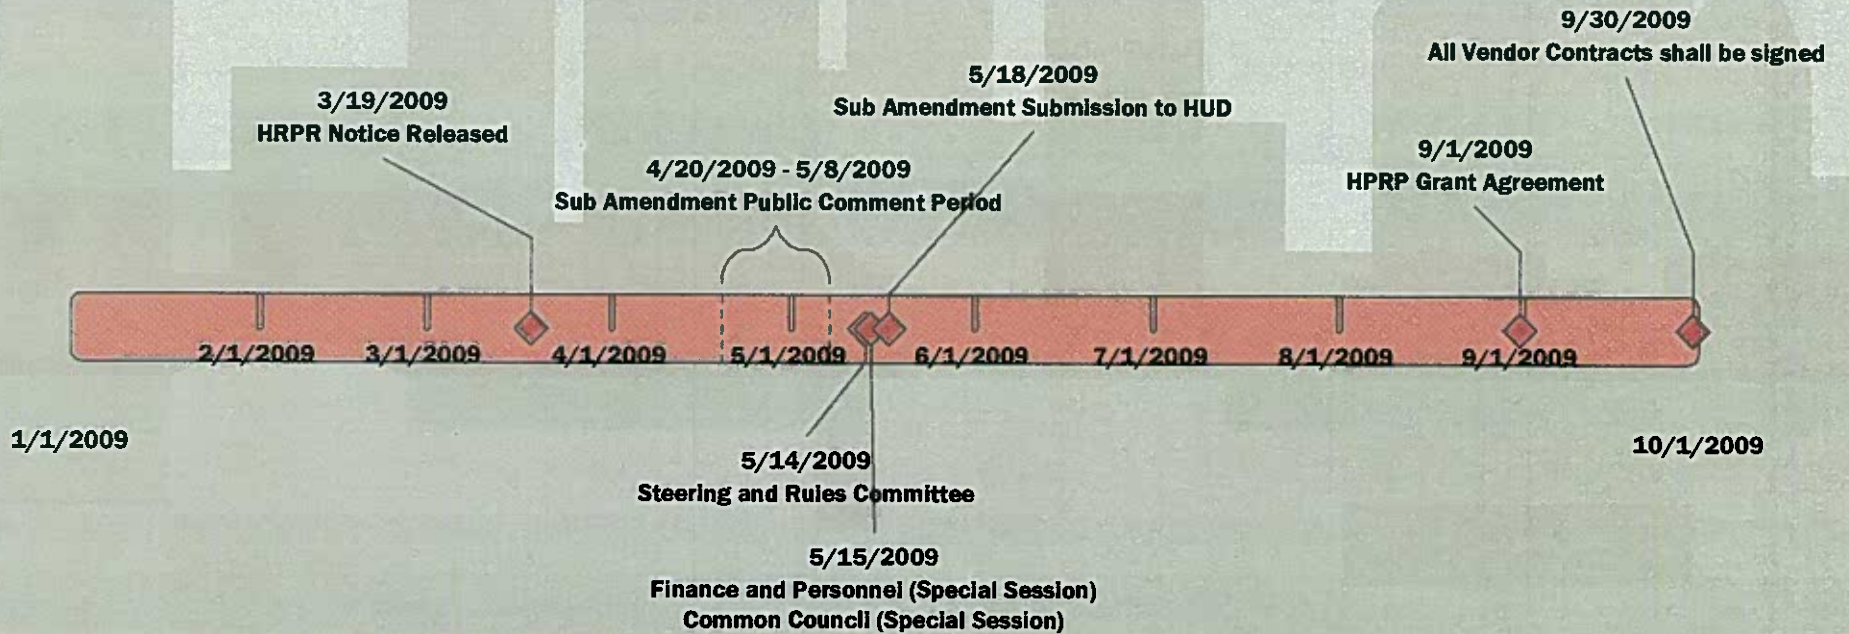 9/30/2009
All Vendor Contracts shall be signed
5/18/2009
Sub Amendment Submission to HUD
3/19/2009
HRPR Notice Released
9/1/2009
HPRP Grant Agreement
4/20/2009 - 5/8/2009
Sub Amendment Public Comment Period
2/1/2009
3/1/2009
4/1/2009
5/1/2009
6/1/2009
7/1/2009
8/1/2009
9/1/2009
1/1/2009
10/1/2009
5/14/2009
Steering and Rules Committee
5/15/2009
Finance and Personnel (Special Session)
Common Council (Special Session)